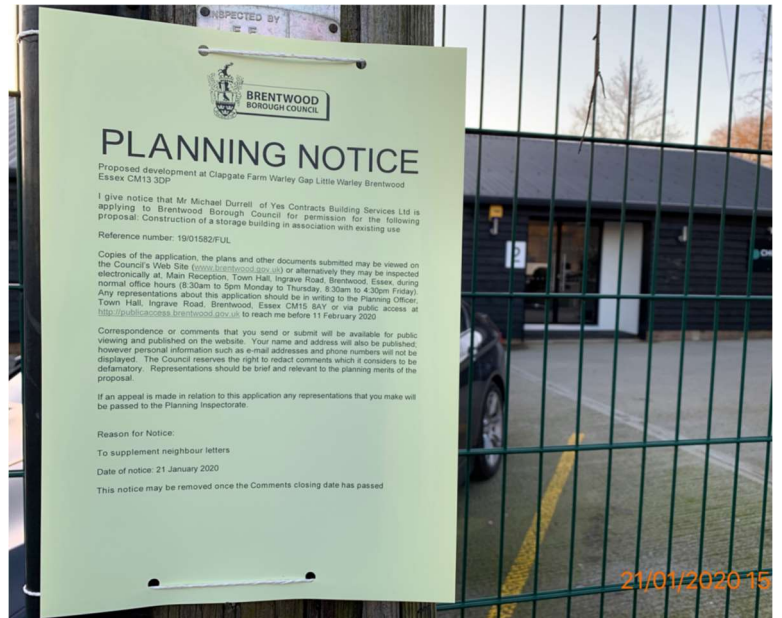 INSPECTED BY
BRENTWOOD
BOROUGH COUNCIL
PLANNING NOTICE
Proposed development at Clapgate Farm Warley Gap Little Warley Brentwood
Essex CM13 3DP
I give notice that Mr Michael Durrell of Yes Contracts Building Services Ltd is
applying to Brentwood Borough Council for permission for the following
proposal: Construction of a storage building in association with existing use
Reference number: 19/01582/FUL
Copies of the application, the plans and other documents submitted may be viewed on
the Council's Web Site (www.brentwood.gov.uk) or alternatively they may be inspected
electronically at, Main Reception, Town Hall, Ingrave Road, Brentwood, Essex, during
normal office hours (8:30am to 5pm Monday to Thursday, 8:30am to 4:30pm Friday).
Any representations about this application should be in writing to the Planning Officer,
Town Hall, Ingrave Road, Brentwood, Essex CM15 8AY or via public access at
http://publicaccess.brentwood.gov.uk to reach me before 11 February 2020
Correspondence or comments that you send or submit will be available for public
viewing and published on the website. Your name and address will also be published;
however personal information such as e-mail addresses and phone numbers will not be
displayed. The Council reserves the right to redact comments which it considers to be
defamatory. Representations should be brief and relevant to the planning merits of the
proposal.
If an appeal is made in relation to this application any representations that you make will
be passed to the Planning Inspectorate.
Reason for Notice:
To supplement neighbour letters
Date of notice: 21 January 2020
This notice may be removed once the Comments closing date has passed
2
21/01/2020 15